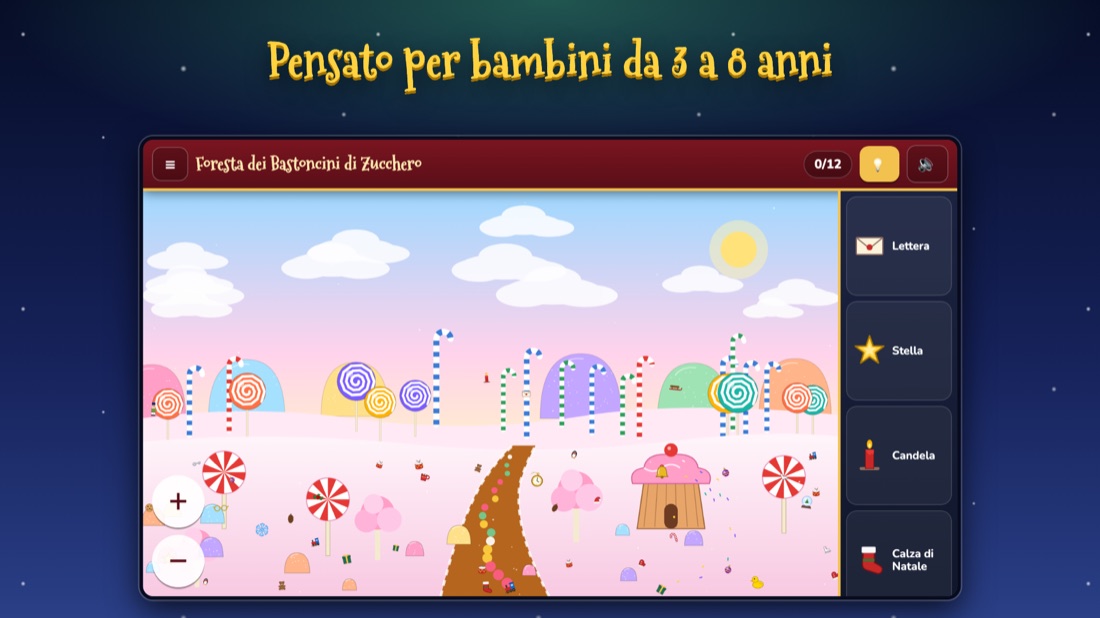 Pensato per bambini da 3 a 8 anni
Foresta dei Bastoncini di Zucchero
0/12
Lettera
Stella
Candela
Calza di
Natale